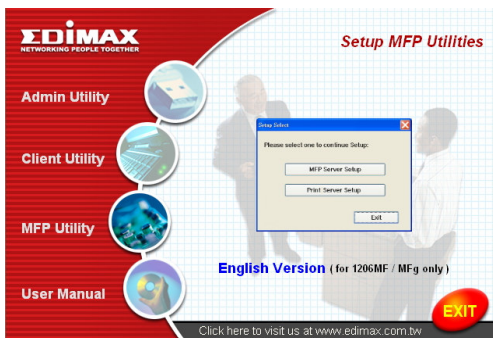 EDIMAX
NETWORKING PEOPLE TOGETHER
Setup MFP Utilities
Admin Utility
Client Utility
MFP Utility
User Manual
Setup Select
Please select one to continue Setup:
MFP Server Setup
Print Server Setup
Exit
English Version ( for 1206MF / MFg only )
EXIT
Click here to visit us at www.edimax.com.tw